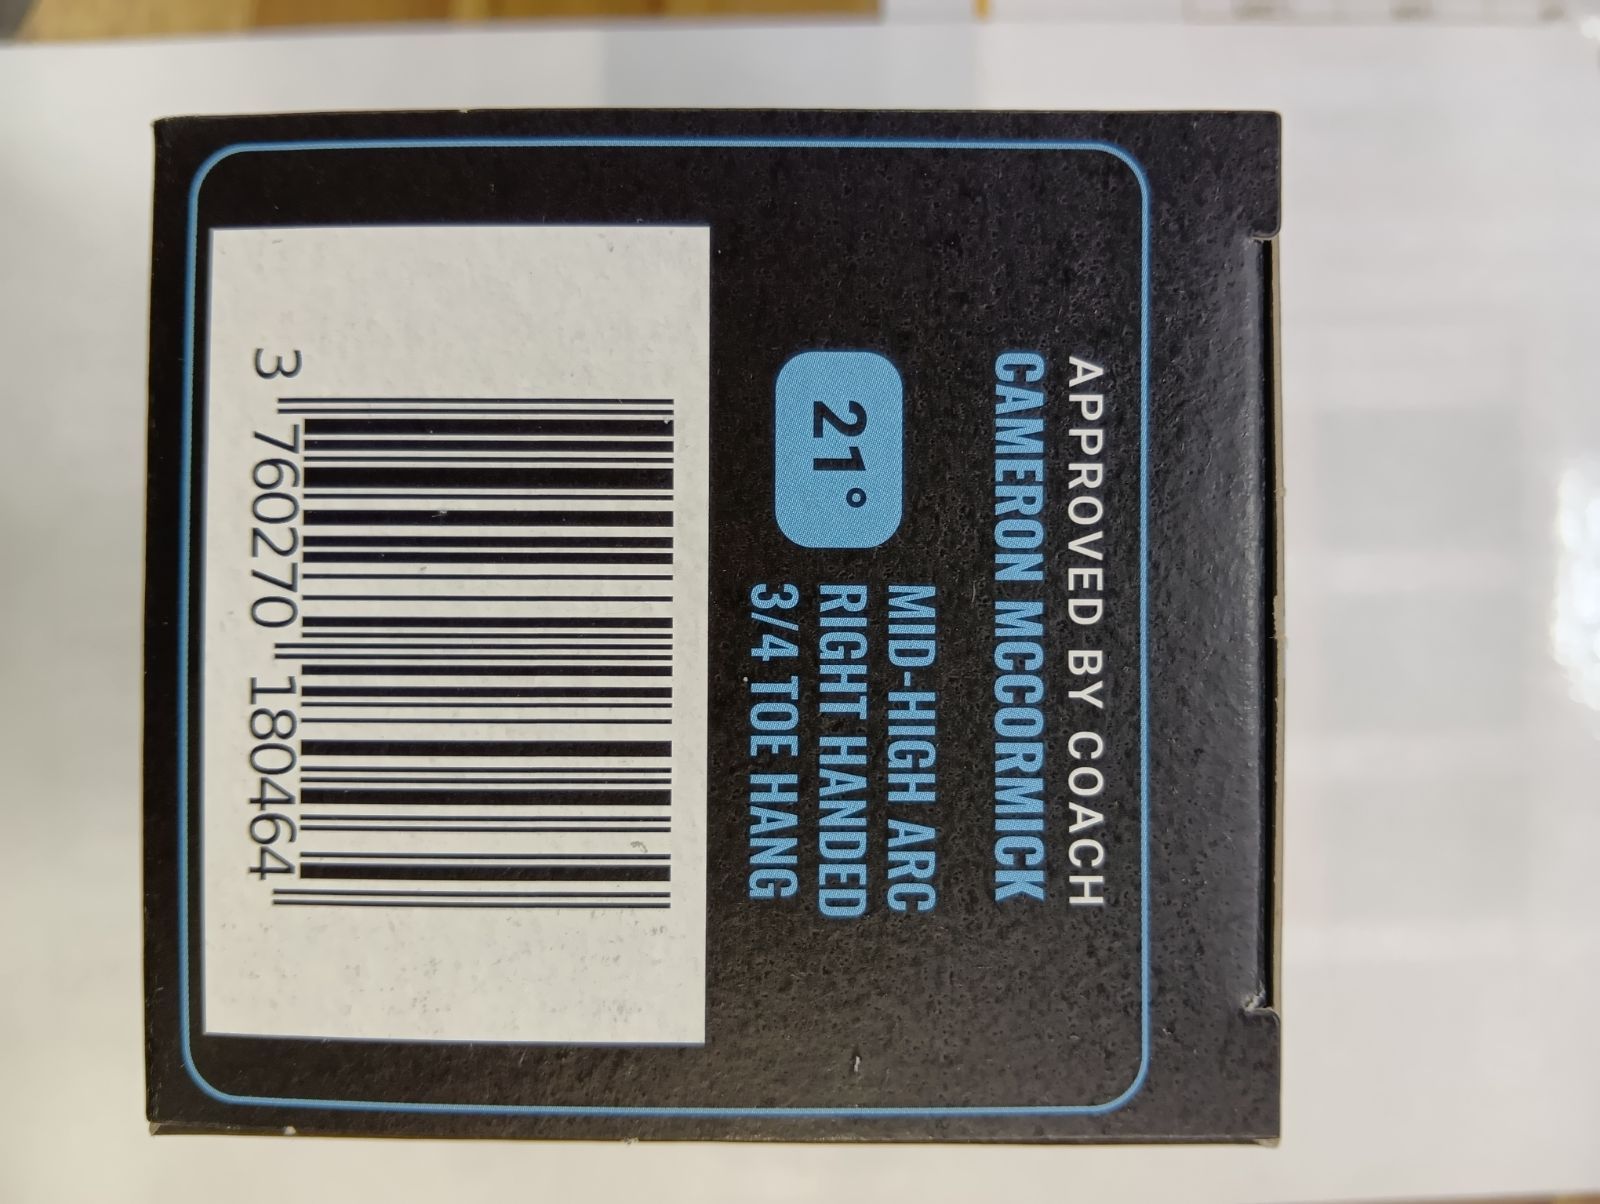 APPROVED BY COACH
CAMERON MCCORMICK
21°
MID-HIGH ARC
RIGHT HANDED
3/4 TOE HANG
3 760270 180464